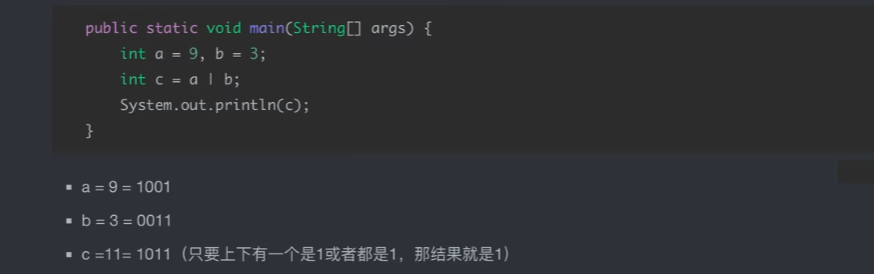 public static void main(String[] args) {
int a = 9, b = 3;
int c = a | b;
System.out.println(c);
}
▪ a = 9 = 1001
▪ b = 3 = 0011
▪ c =11= 1011（只要上下有一个是1或者都是1，那结果就是1）